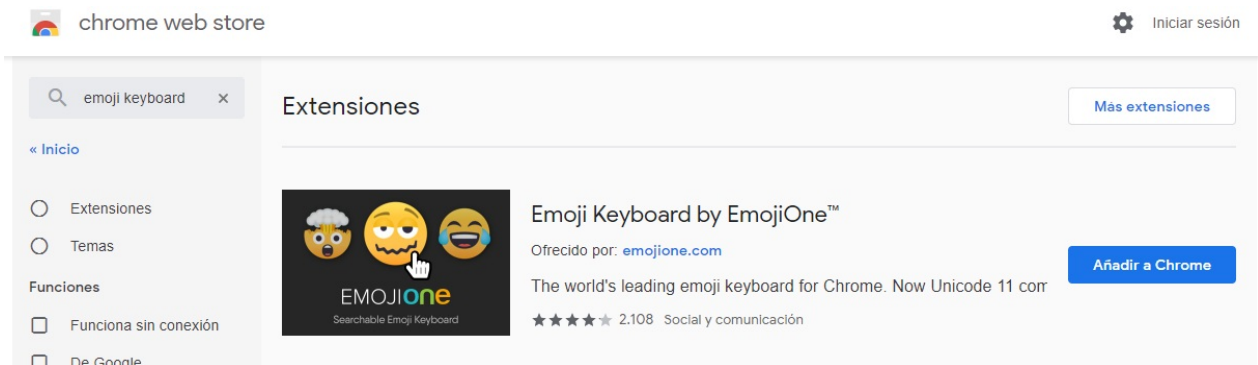 chrome web store
Iniciar sesión
emoji keyboard ×
« Inicio
Extensiones
Temas
Funciones
Funciona sin conexión
De Google
Extensiones
Más extensiones
EMOJIone
Searchable Emoji Keyboard
Emoji Keyboard by EmojiOne™
Ofrecido por: emojione.com
The world's leading emoji keyboard for Chrome. Now Unicode 11 com
2.108 Social y comunicación
Añadir a Chrome